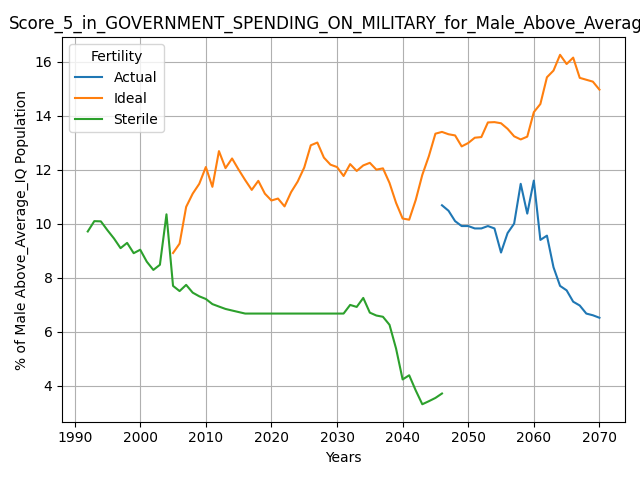 Score_5_in_GOVERNMENT_SPENDING_ON_MILITARY_for_Male_Above_Averag
Fertility
Actual
Ideal
Sterile
% of Male Above_Average_IQ Population
16
14
12
10
8
6
4
1990 2000 2010 2020 2030 2040 2050 2060 2070
Years